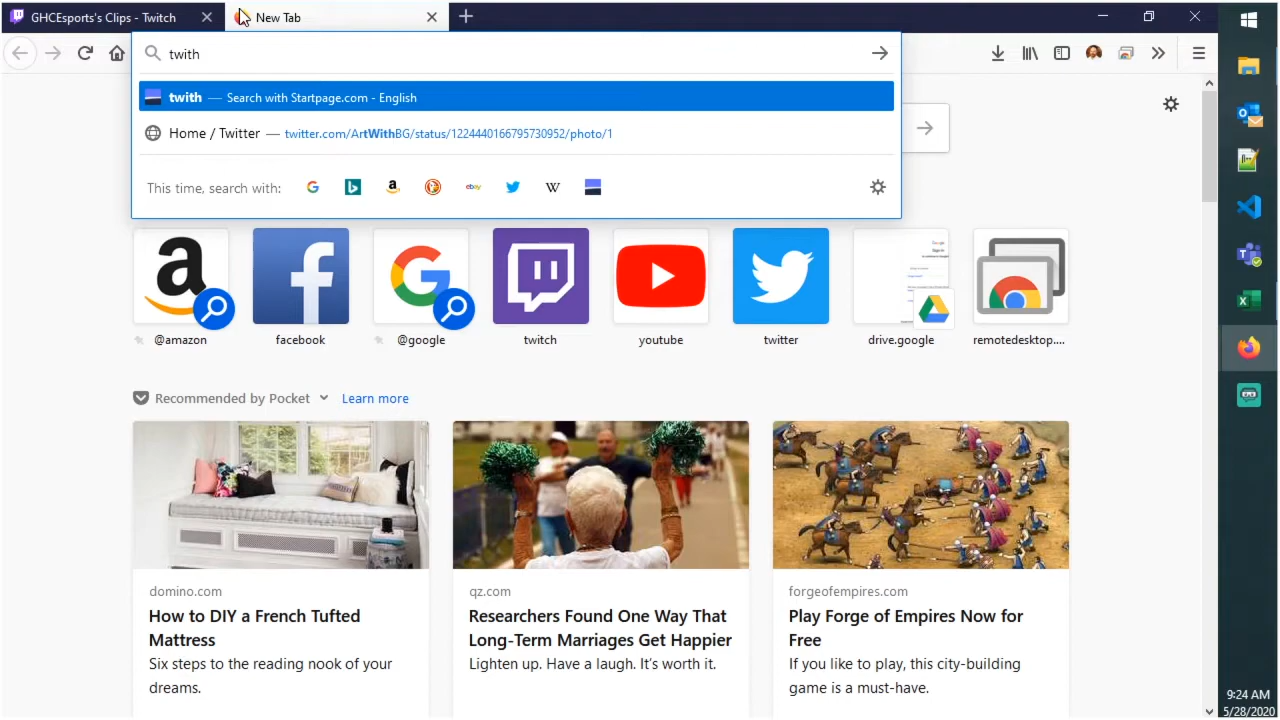 GHCEsports's Clips - Twitch
New Tab
twith
twith — Search with Startpage.com - English
Home / Twitter — twitter.com/ArtWithBG/status/1224440166795730952/photo/1
This time, search with:
ebay
@amazon
facebook
@google
twitch
youtube
twitter
drive.google
remotedesktop....
Recommended by Pocket
Learn more
domino.com
How to DIY a French Tufted
Mattress
Six steps to the reading nook of your
dreams.
qz.com
Researchers Found One Way That
Long-Term Marriages Get Happier
Lighten up. Have a laugh. It's worth it.
forgeofempires.com
Play Forge of Empires Now for
Free
If you like to play, this city-building
game is a must-have.
9:24 AM
5/28/2020